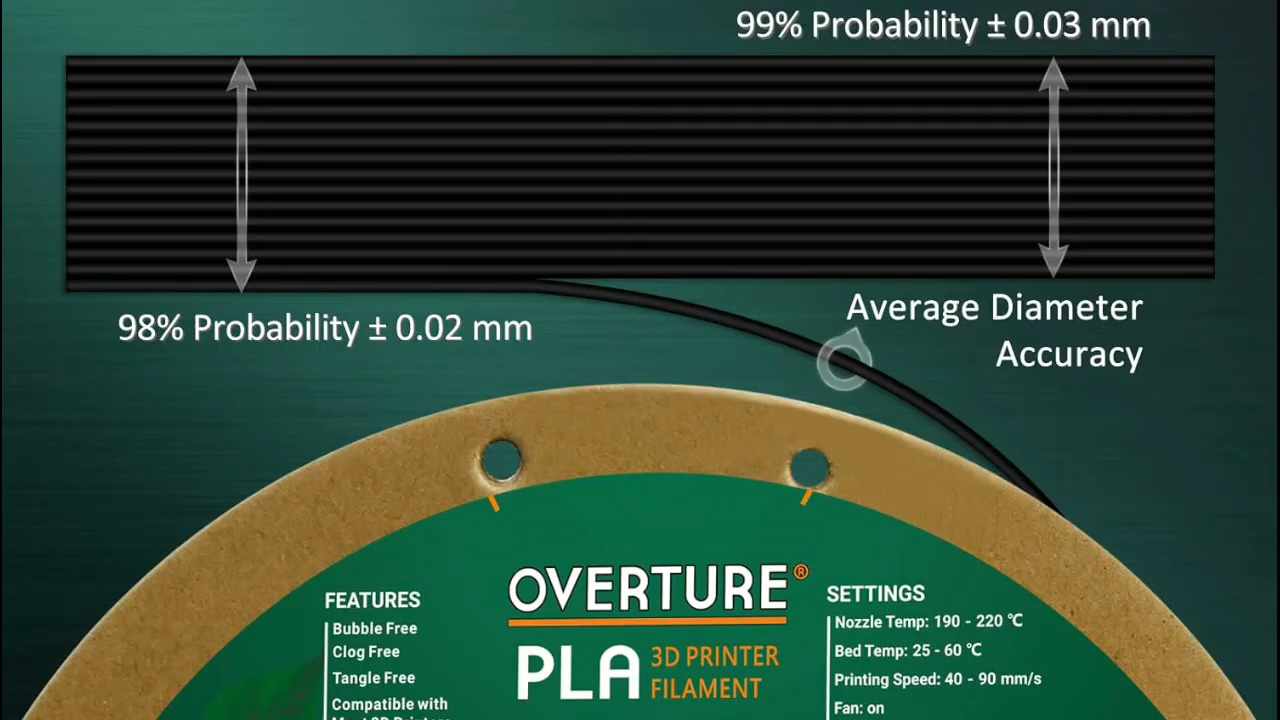 99% Probability ± 0.03 mm
98% Probability ± 0.02 mm
Average Diameter
Accuracy
OVERTURE®
PLA
3D PRINTER
FILAMENT
FEATURES
Bubble Free
Clog Free
Tangle Free
Compatible with
SETTINGS
Nozzle Temp: 190 - 220 ℃
Bed Temp: 25 - 60 ℃
Printing Speed: 40 - 90 mm/s
Fan: on